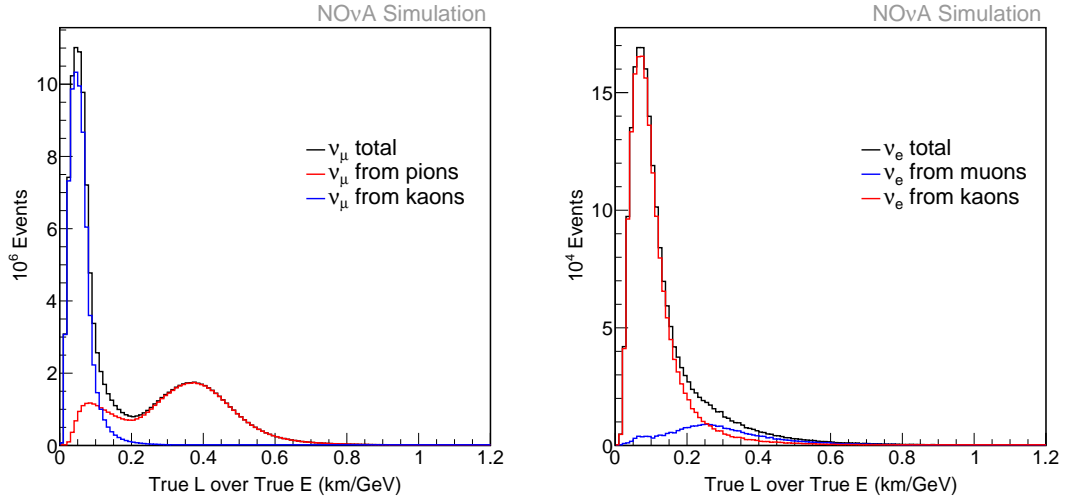 NOνA Simulation
10⁶ Events
10
8
6
4
2
0
ν_μ total
ν_μ from pions
ν_μ from kaons
0 0.2 0.4 0.6 0.8 1 1.2
True L over True E (km/GeV)
NOνA Simulation
10⁴ Events
15
10
5
0
ν_e total
ν_e from muons
ν_e from kaons
0 0.2 0.4 0.6 0.8 1 1.2
True L over True E (km/GeV)